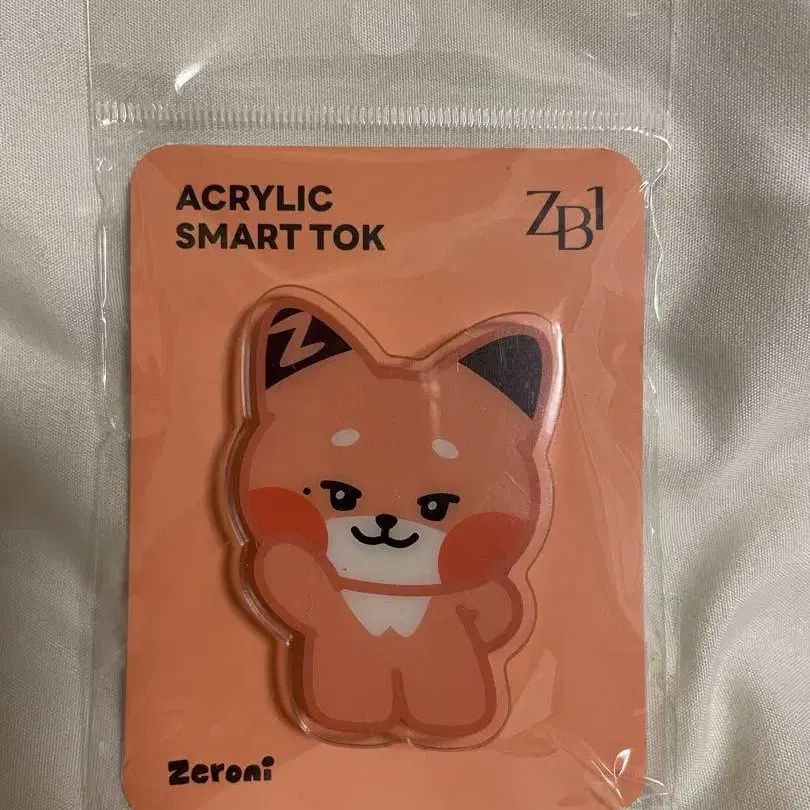 ACRYLIC
SMART TOK
ZB1
Z
zeroni